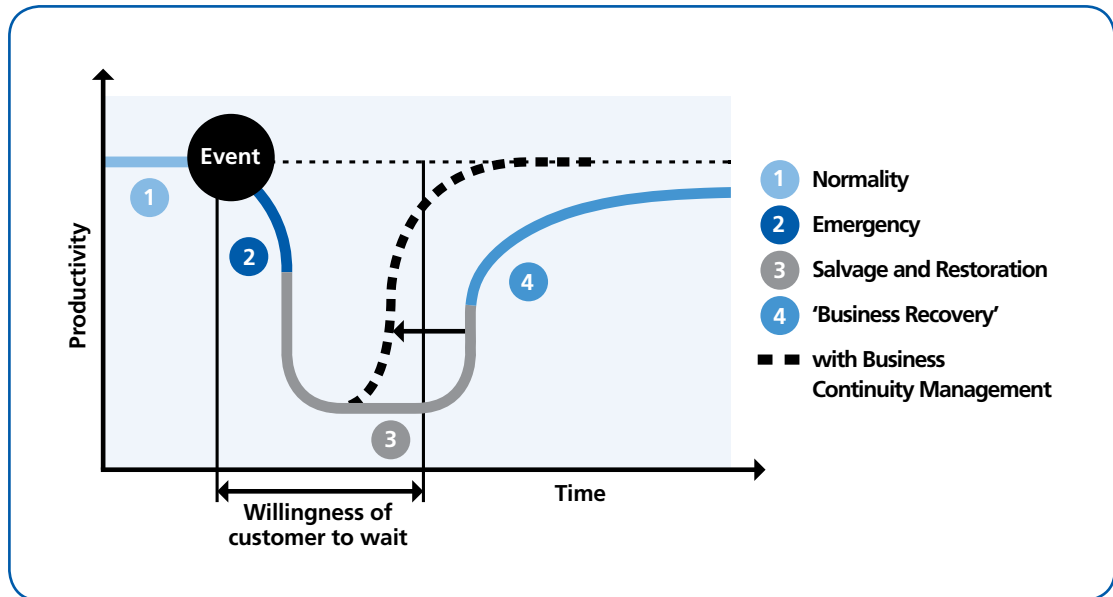 Event
1
2
3
4
Productivity
Time
Willingness of
customer to wait
1 Normality
2 Emergency
3 Salvage and Restoration
4 ‘Business Recovery’
with Business
Continuity Management